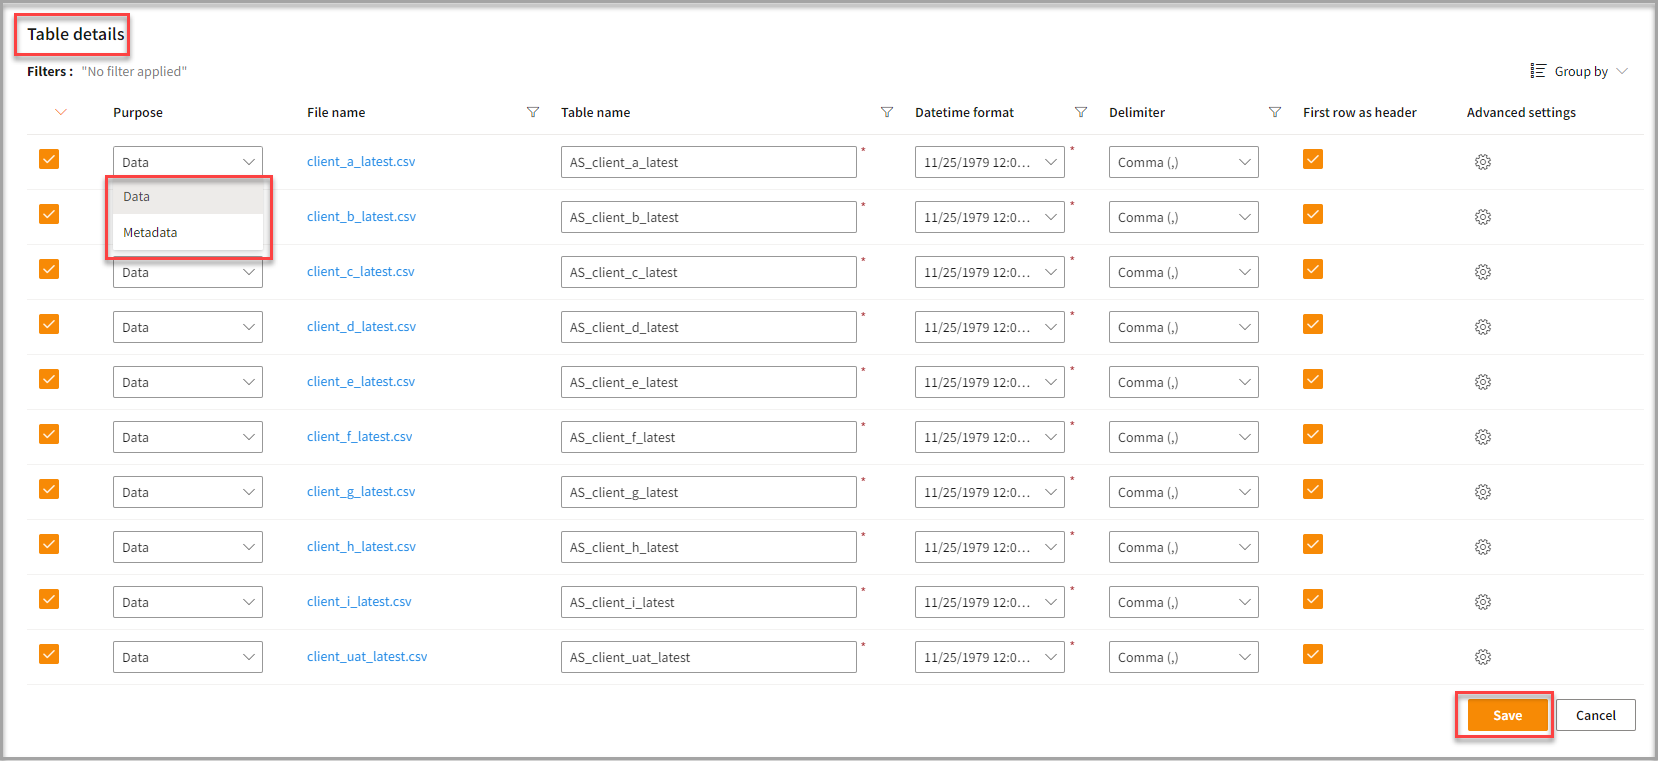 Table details
Filters : "No filter applied"
Group by
Purpose File name Table name Datetime format Delimiter First row as header Advanced settings
Data client_a_latest.csv AS_client_a_latest * 11/25/1979 12:0... * Comma (,)
Data
client_b_latest.csv AS_client_b_latest * 11/25/1979 12:0... * Comma (,)
Metadata
Data client_c_latest.csv AS_client_c_latest * 11/25/1979 12:0... * Comma (,)
Data client_d_latest.csv AS_client_d_latest * 11/25/1979 12:0... * Comma (,)
Data client_e_latest.csv AS_client_e_latest * 11/25/1979 12:0... * Comma (,)
Data client_f_latest.csv AS_client_f_latest * 11/25/1979 12:0... * Comma (,)
Data client_g_latest.csv AS_client_g_latest * 11/25/1979 12:0... * Comma (,)
Data client_h_latest.csv AS_client_h_latest * 11/25/1979 12:0... * Comma (,)
Data client_i_latest.csv AS_client_i_latest * 11/25/1979 12:0... * Comma (,)
Data client_uat_latest.csv AS_client_uat_latest * 11/25/1979 12:0... * Comma (,)
Save Cancel